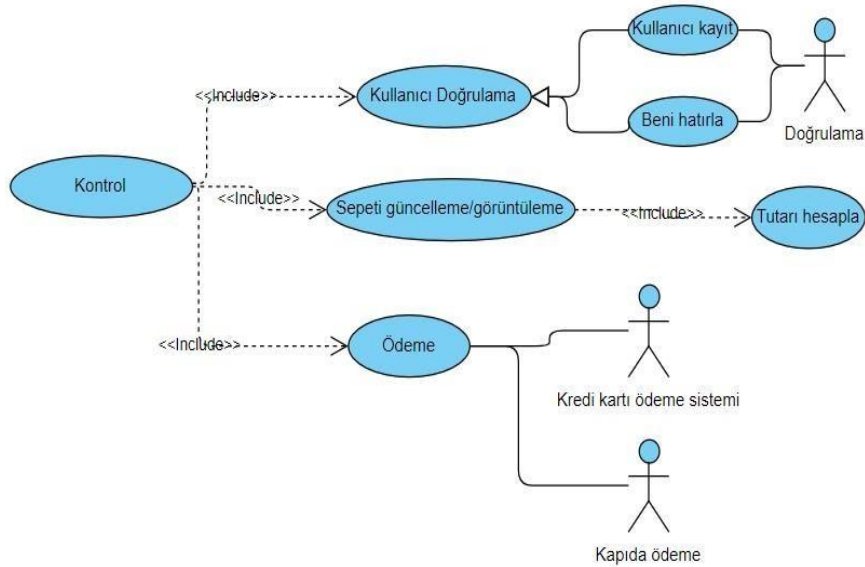 Kullanıcı kayıt
<<Include>>
Kullanıcı Doğrulama
Beni hatırla
Doğrulama
Kontrol
<<Include>>
Sepeti güncelleme/görüntüleme
<<Include>>
Tutarı hesapla
<<Include>>
Ödeme
Kredi kartı ödeme sistemi
Kapıda ödeme